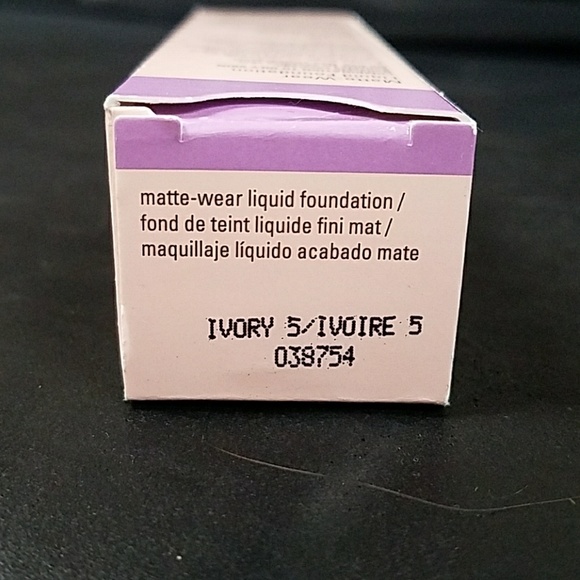 matte-wear liquid foundation /
fond de teint liquide fini mat /
maquillaje líquido acabado mate
IVORY 5/IVOIRE 5
038754